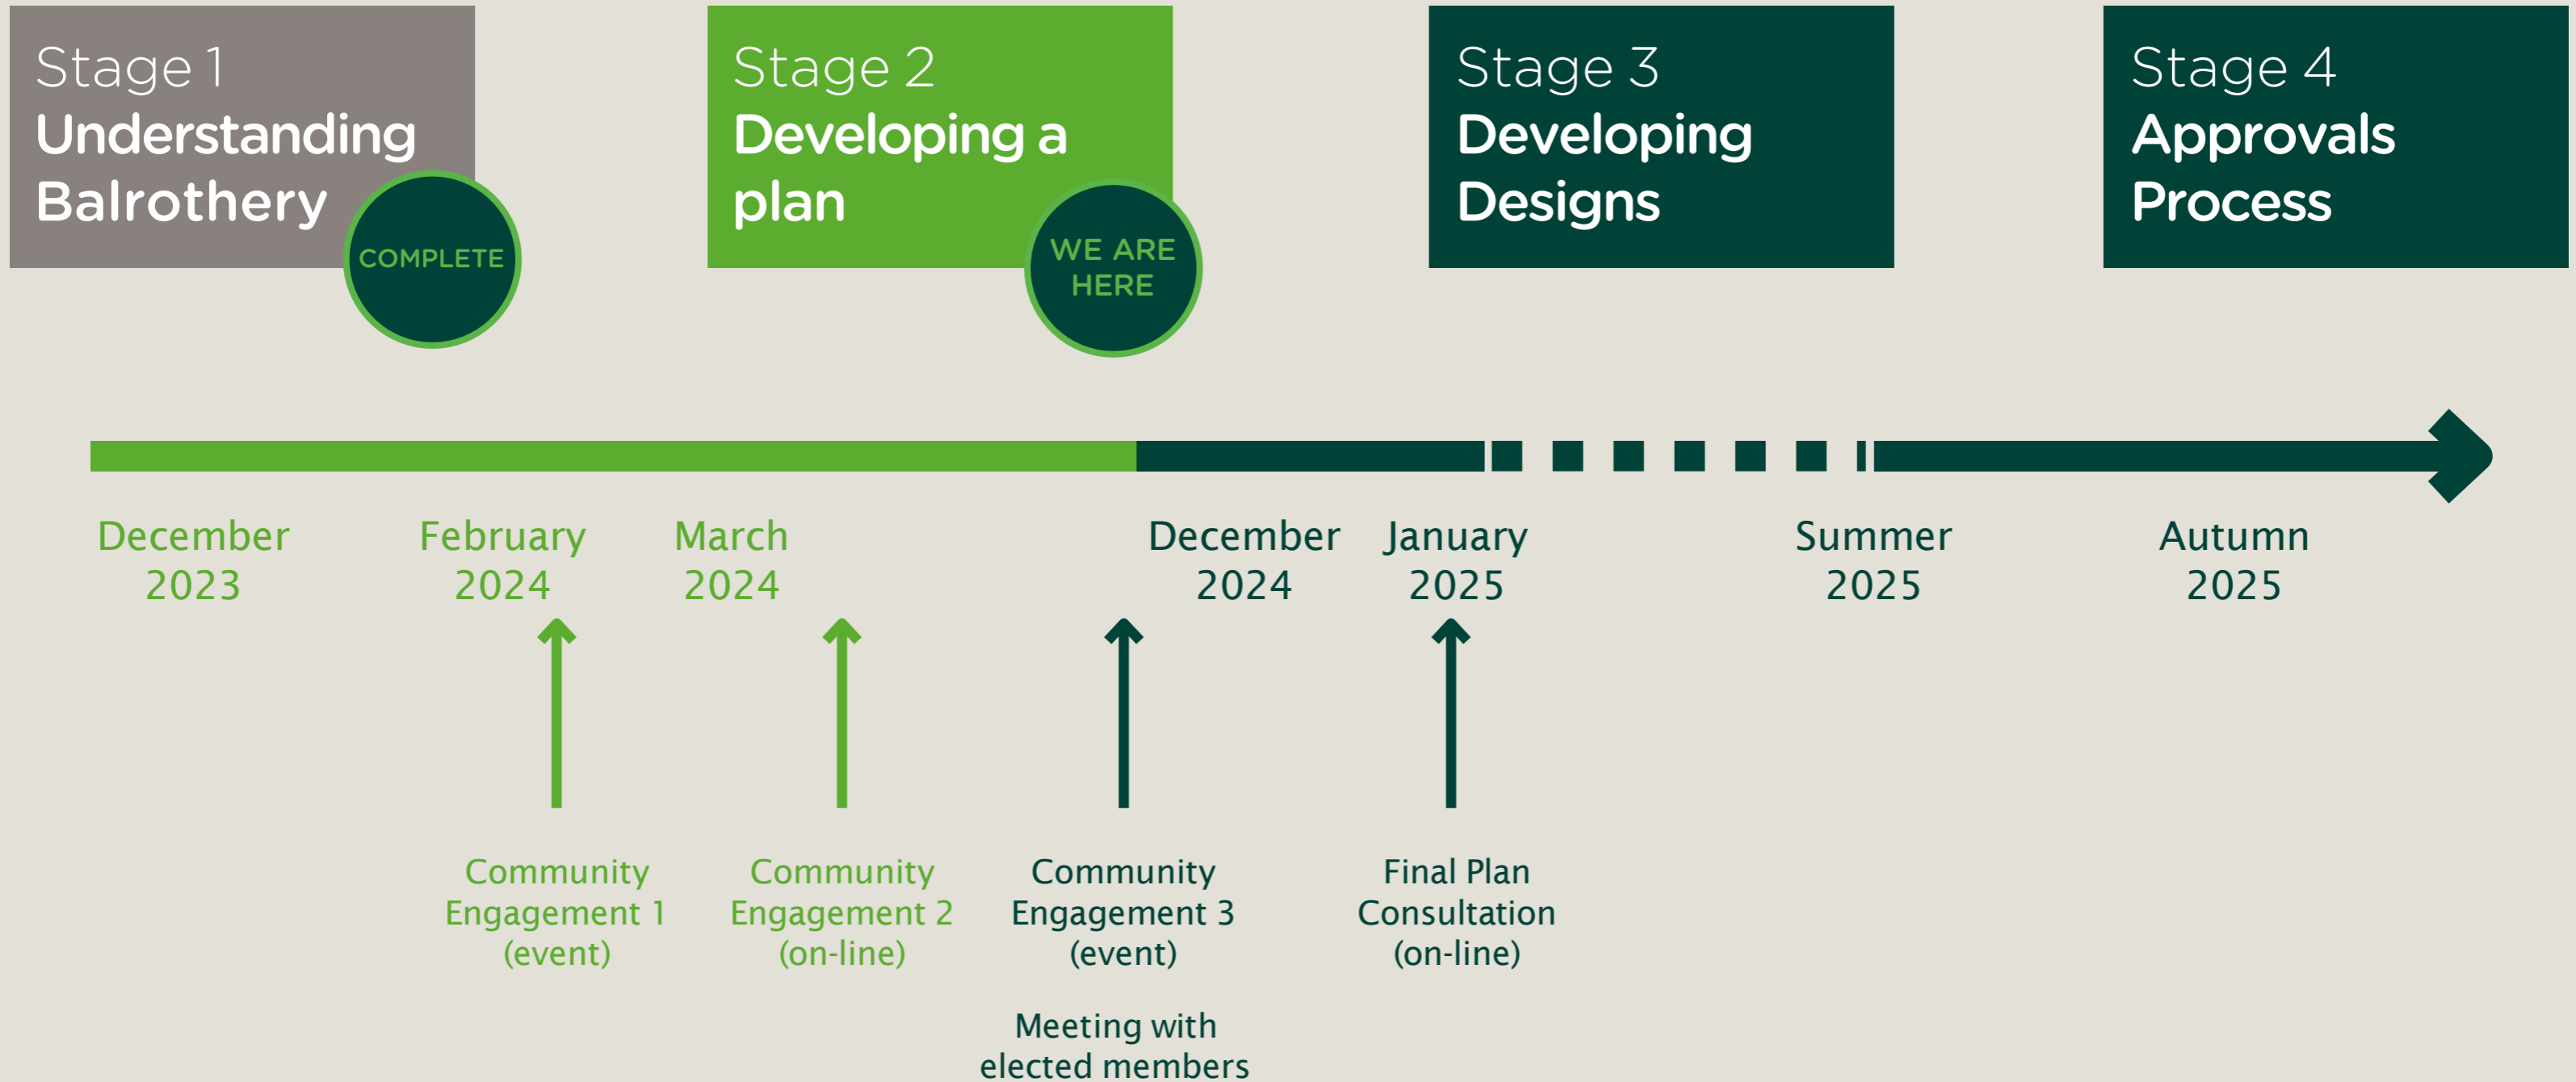 Stage 1
Understanding
Balrothery
COMPLETE
Stage 2
Developing a
plan
WE ARE
HERE
Stage 3
Developing
Designs
Stage 4
Approvals
Process
December
2023
February
2024
March
2024
December
2024
January
2025
Summer
2025
Autumn
2025
Community
Engagement 1
(event)
Community
Engagement 2
(on-line)
Community
Engagement 3
(event)
Meeting with
elected members
Final Plan
Consultation
(on-line)